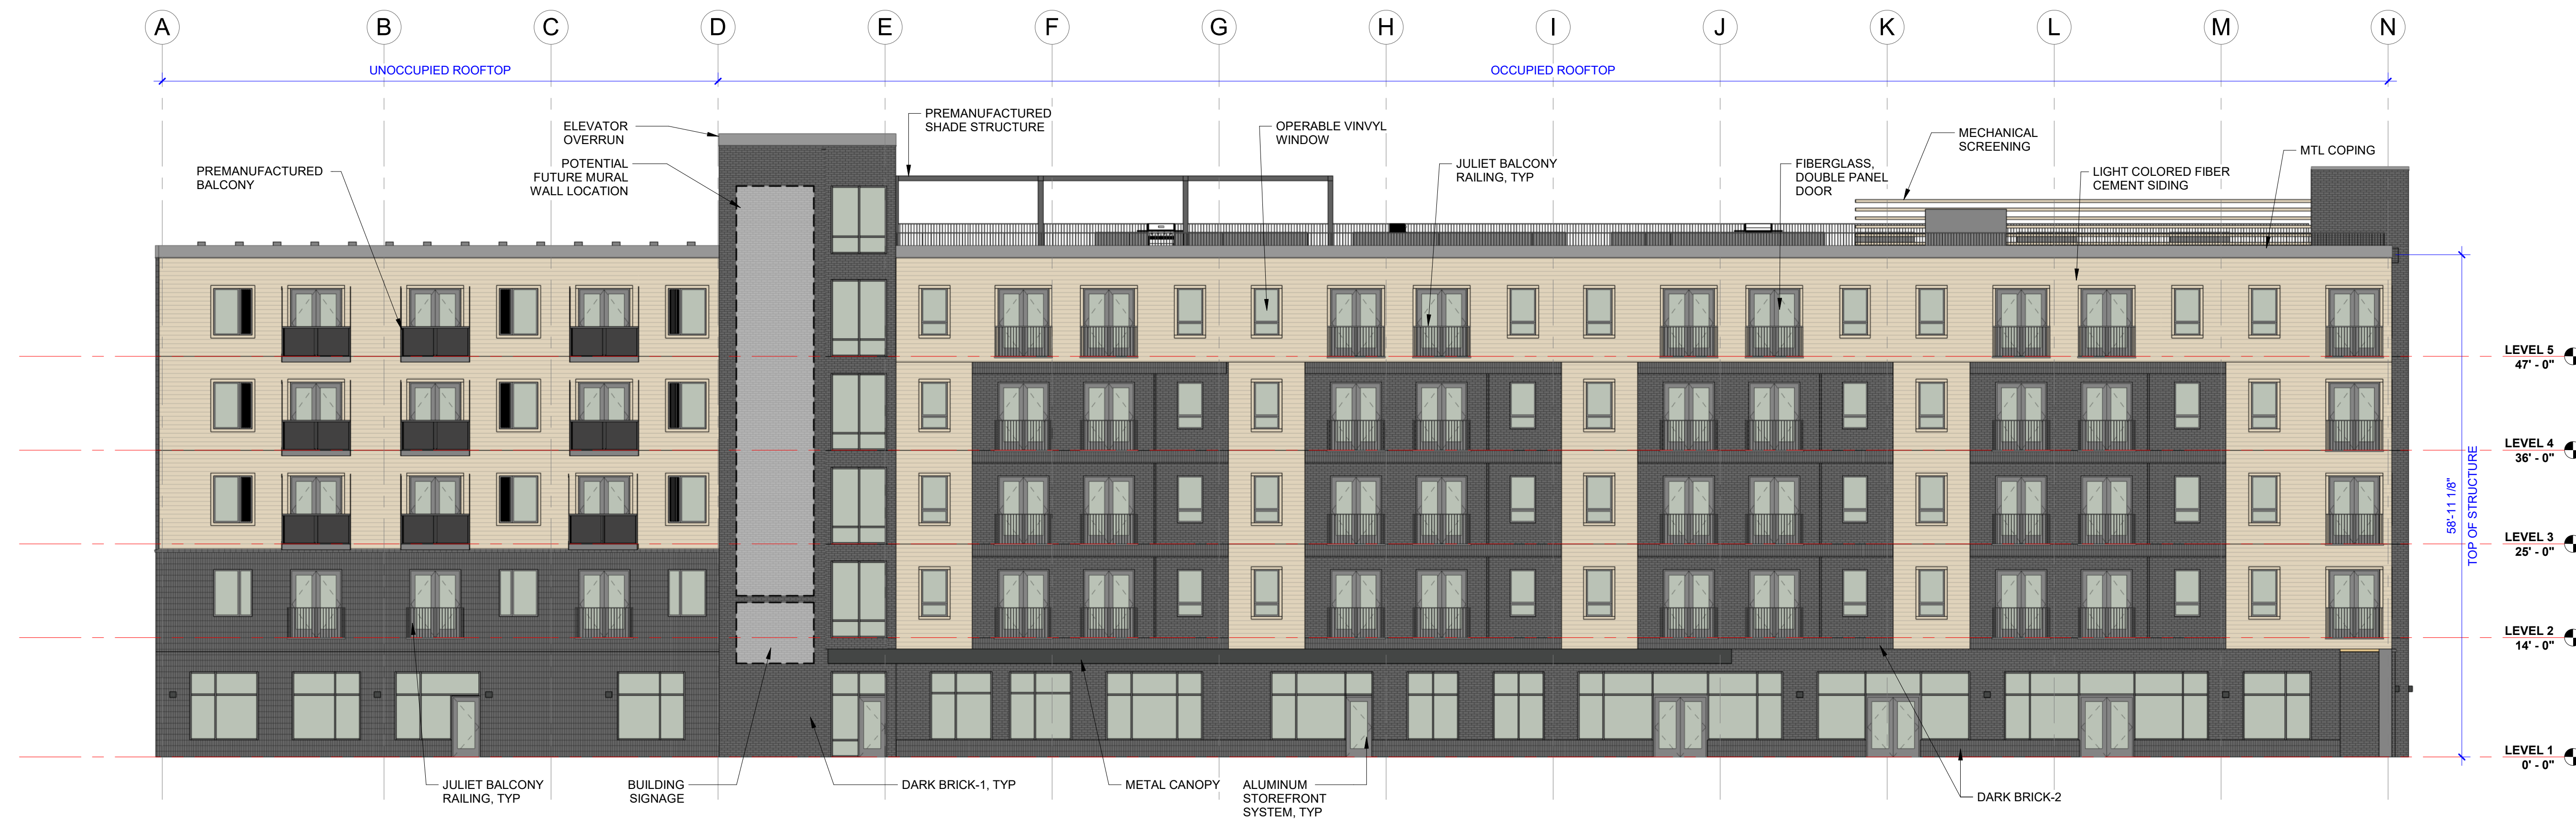 A B C D E F G H I J K L M N
UNOCCUPIED ROOFTOP
OCCUPIED ROOFTOP
ELEVATOR
OVERRUN
PREMANUFACTURED
SHADE STRUCTURE
OPERABLE VINVYL
WINDOW
MECHANICAL
SCREENING
MTL COPING
PREMANUFACTURED
BALCONY
POTENTIAL
FUTURE MURAL
WALL LOCATION
JULIET BALCONY
RAILING, TYP
FIBERGLASS,
DOUBLE PANEL
DOOR
LIGHT COLORED FIBER
CEMENT SIDING
LEVEL 5
47' - 0"
LEVEL 4
36' - 0"
58'-11 1/8"
TOP OF STRUCTURE
LEVEL 3
25' - 0"
LEVEL 2
14' - 0"
LEVEL 1
0' - 0"
JULIET BALCONY
RAILING, TYP
BUILDING
SIGNAGE
DARK BRICK-1, TYP
METAL CANOPY
ALUMINUM
STOREFRONT
SYSTEM, TYP
DARK BRICK-2